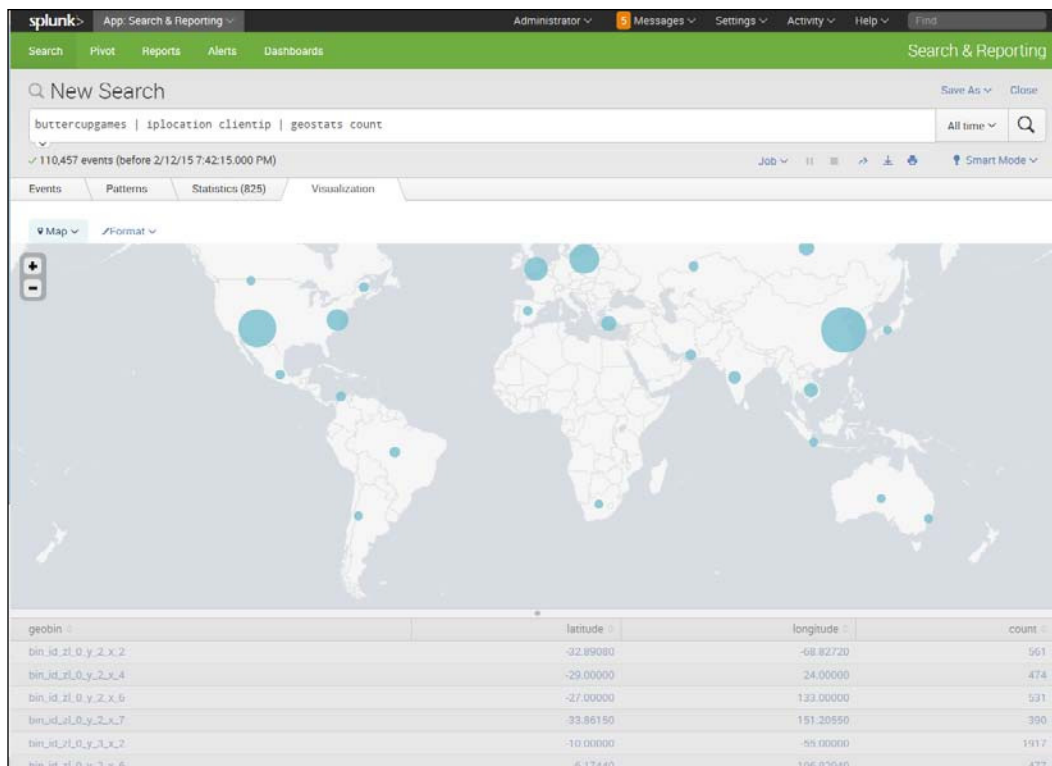 splunk> App: Search & Reporting Administrator 5 Messages Settings Activity Help Find
Search Pivot Reports Alerts Dashboards Search & Reporting
New Search Save As Close
buttercupgames | iplocation clientip | geostats count All time
110,457 events (before 2/12/15 7:42:15.000 PM) Job Smart Mode
Events Patterns Statistics (825) Visualization
Map Format
+
-
geobin latitude longitude count
bin_id_zl_0_y_2_x_2 -32.89080 -68.82720 561
bin_id_zl_0_y_2_x_4 -29.00000 24.00000 474
bin_id_zl_0_y_2_x_6 -27.00000 133.00000 531
bin_id_zl_0_y_2_x_7 -33.86150 151.20550 390
bin_id_zl_0_y_3_x_2 -10.00000 -55.00000 1917